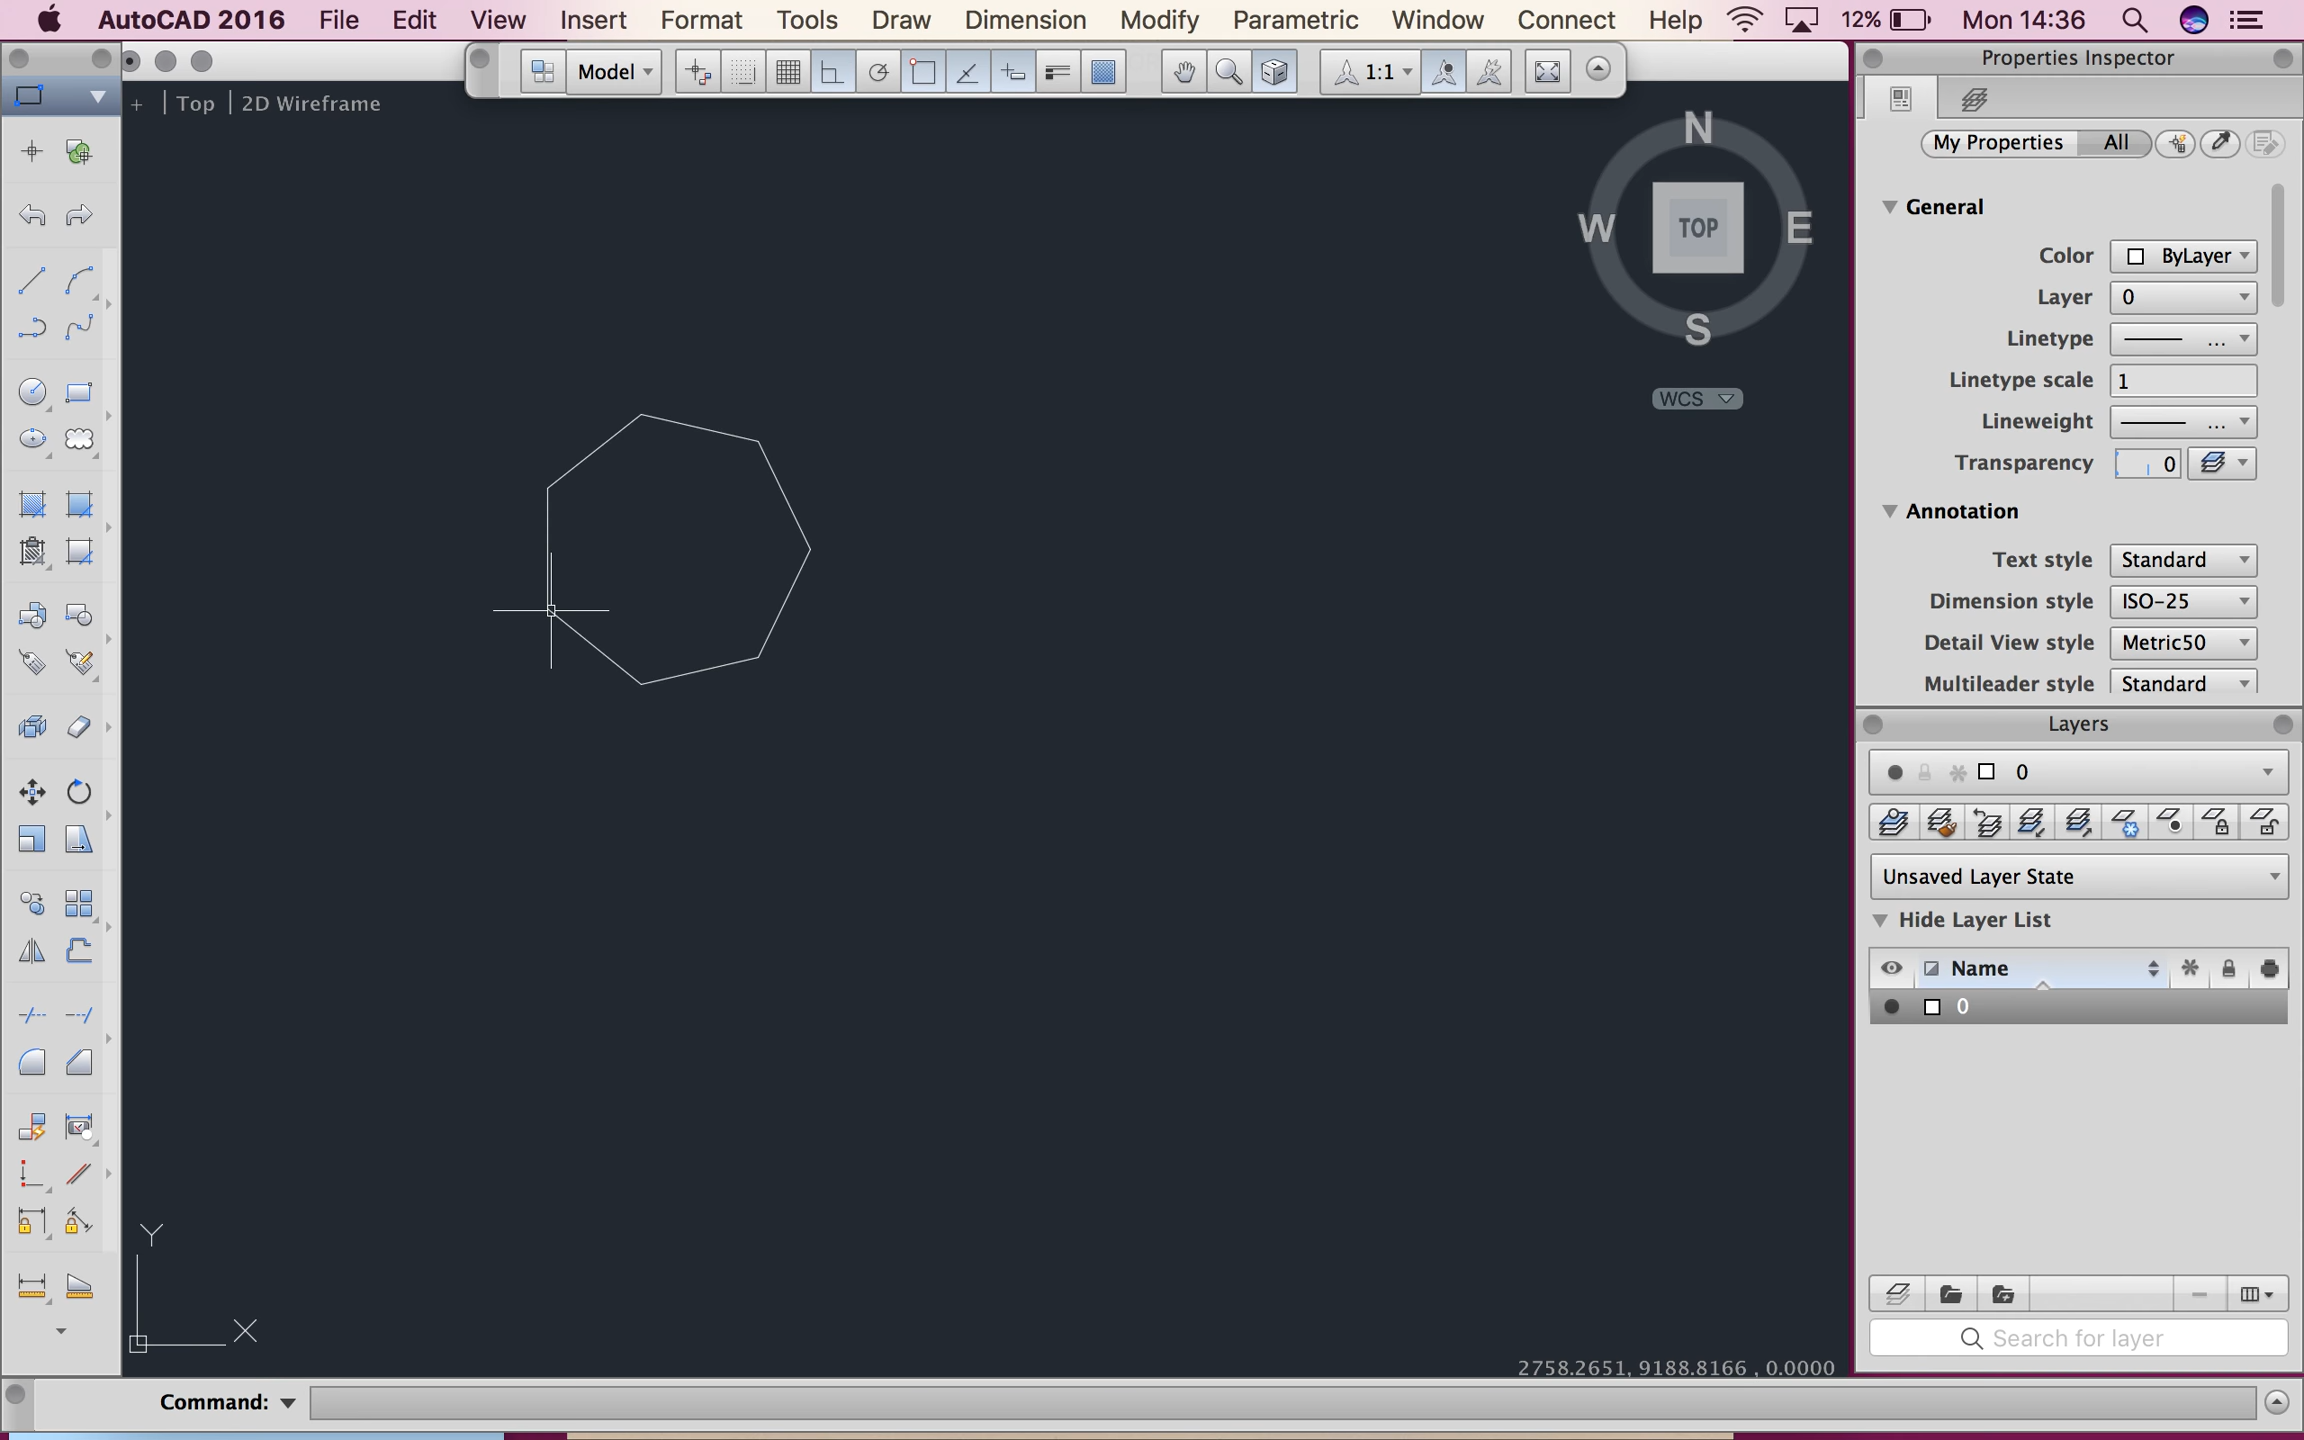 AutoCAD 2016 File Edit View Insert Format Tools Draw Dimension Modify Parametric Window Connect Help 12% Mon 14:36
Model 1:1
+ | Top | 2D Wireframe
N
W TOP E
S
WCS
Properties Inspector
My Properties All
General
Color ByLayer
Layer 0
Linetype ...
Linetype scale 1
Lineweight ...
Transparency 0
Annotation
Text style Standard
Dimension style ISO-25
Detail View style Metric50
Multileader style Standard
Layers
0
Unsaved Layer State
Hide Layer List
Name
0
Search for layer
Y
X
2758.2651, 9188.8166 , 0.0000
Command: